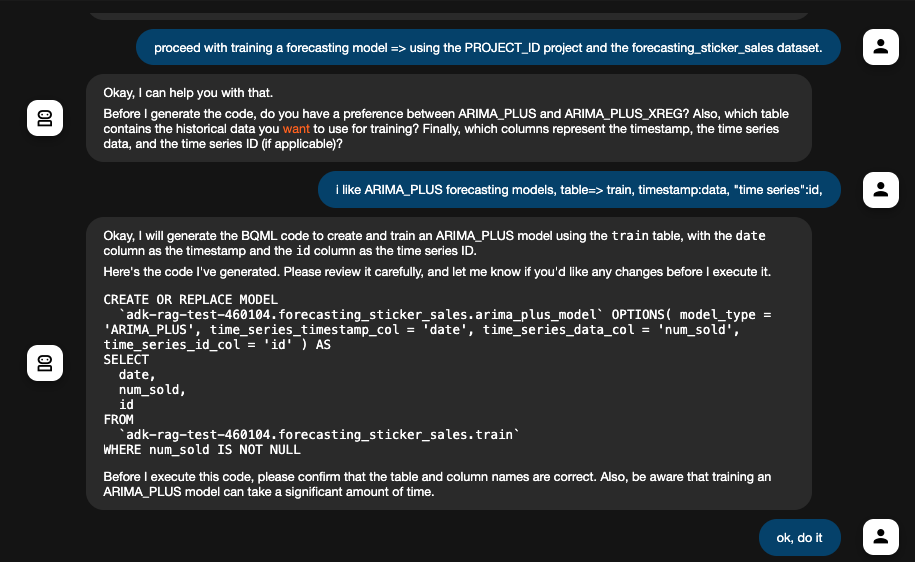 proceed with training a forecasting model => using the PROJECT_ID project and the forecasting_sticker_sales dataset.
Okay, I can help you with that.
Before I generate the code, do you have a preference between ARIMA_PLUS and ARIMA_PLUS_XREG? Also, which table
contains the historical data you want to use for training? Finally, which columns represent the timestamp, the time series
data, and the time series ID (if applicable)?
i like ARIMA_PLUS forecasting models, table=> train, timestamp:data, "time series":id,
Okay, I will generate the BQML code to create and train an ARIMA_PLUS model using the train table, with the date
column as the timestamp and the id column as the time series ID.
Here's the code I've generated. Please review it carefully, and let me know if you'd like any changes before I execute it.
CREATE OR REPLACE MODEL
`adk-rag-test-460104.forecasting_sticker_sales.arima_plus_model` OPTIONS( model_type =
'ARIMA_PLUS', time_series_timestamp_col = 'date', time_series_data_col = 'num_sold',
time_series_id_col = 'id' ) AS
SELECT
date,
num_sold,
id
FROM
`adk-rag-test-460104.forecasting_sticker_sales.train`
WHERE num_sold IS NOT NULL
Before I execute this code, please confirm that the table and column names are correct. Also, be aware that training an
ARIMA_PLUS model can take a significant amount of time.
ok, do it